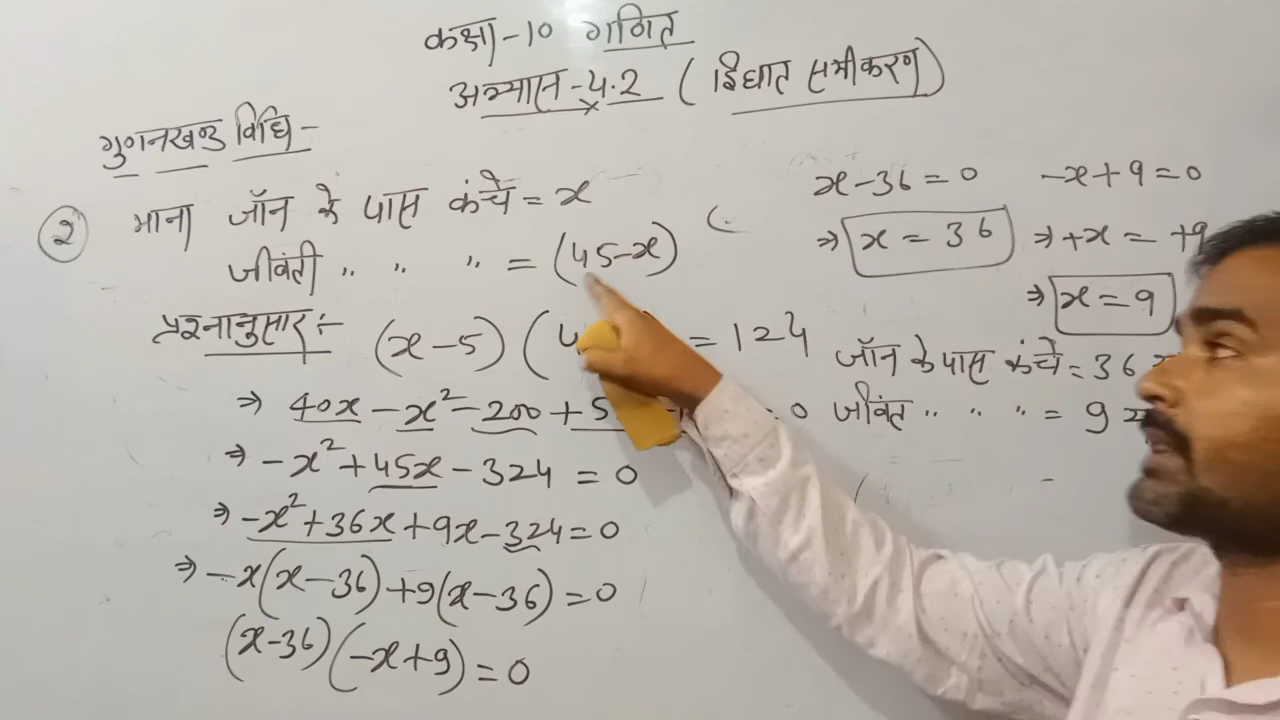 कक्षा-10 गणित
अभ्यास-4.2 (द्विघात समीकरण)
गुणनखण्ड विधि-
2 माना जॉन के पास कंचे = x
जीवंती " " " = (45-x)
प्रश्नानुसार :- (x-5) (4 = 124
⇒ 40x - x² - 200 + 5 0
⇒ -x² + 45x - 324 = 0
⇒ -x² + 36x + 9x - 324 = 0
⇒ -x(x-36) + 9(x-36) = 0
(x-36)(-x+9) = 0
x-36=0 -x+9=0
⇒ x = 36 ⇒ +x = +9
⇒ x = 9
जॉन के पास कंचे = 36
जीवंत " " " = 9